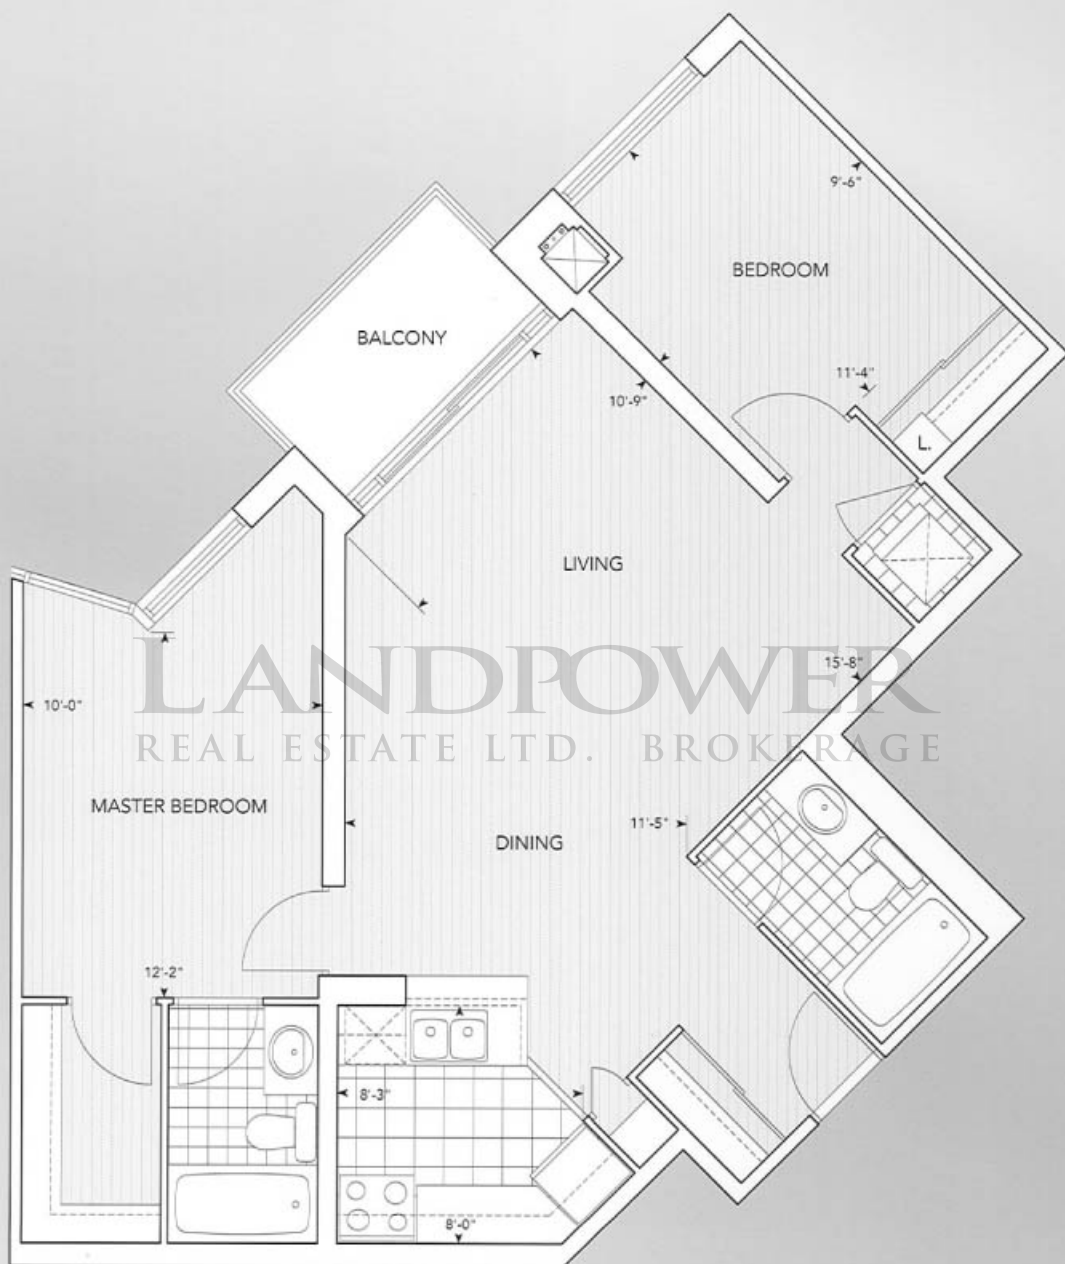 9'-6"
BEDROOM
BALCONY
11'-4"
10'-9"
L.
LIVING
LANDPOWER
15'-8"
10'-0"
REAL ESTATE LTD. BROKERAGE
MASTER BEDROOM
11'-5"
DINING
12'-2"
8'-3"
8'-0"